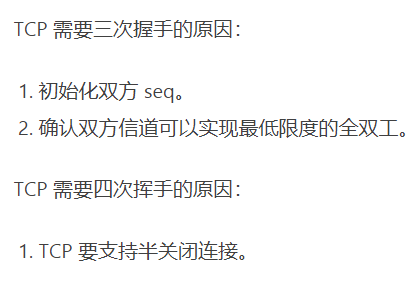 TCP 需要三次握手的原因：
1. 初始化双方 seq。
2. 确认双方信道可以实现最低限度的全双工。
TCP 需要四次挥手的原因：
1. TCP 要支持半关闭连接。